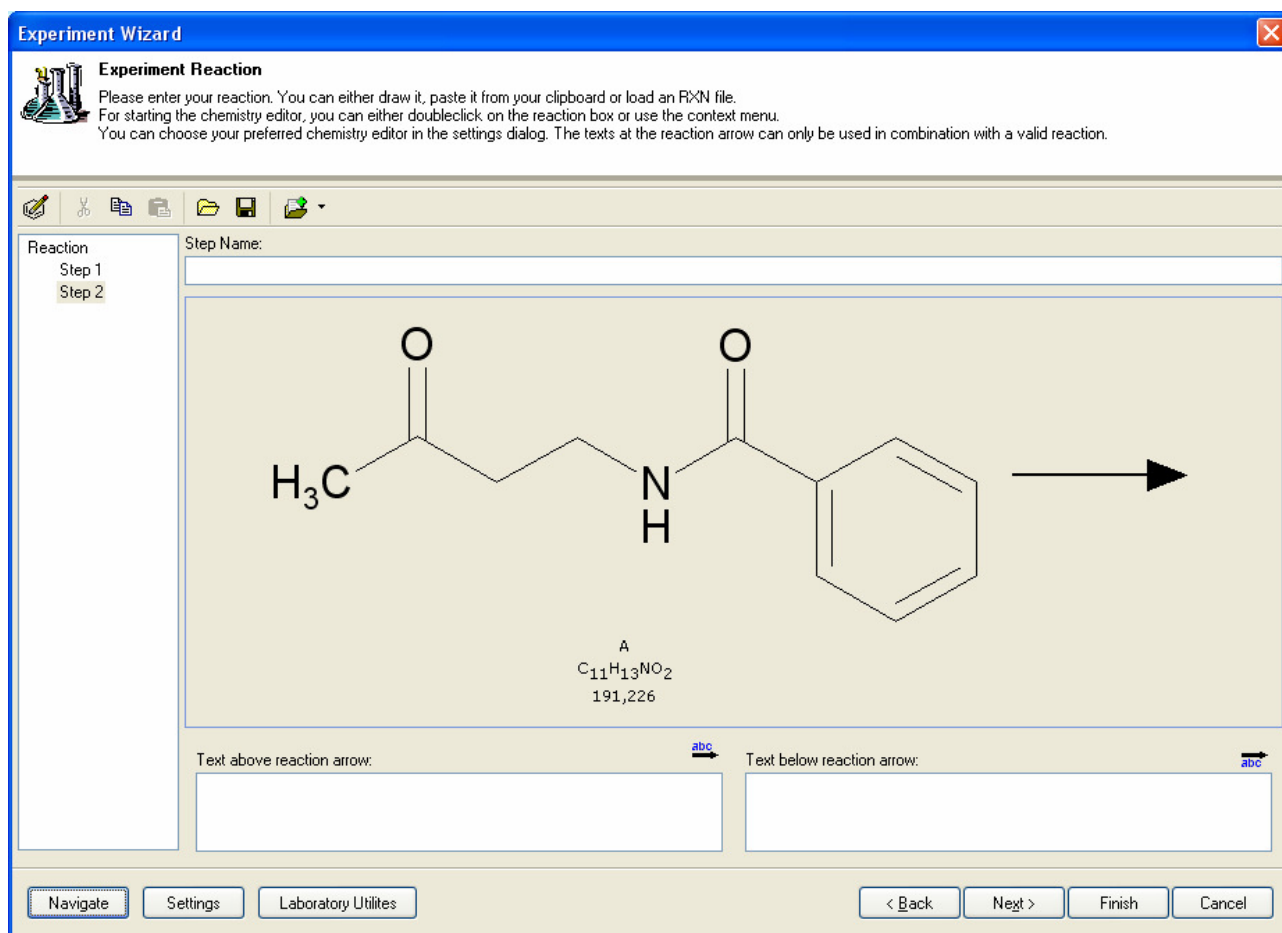 Experiment Wizard
Experiment Reaction
Please enter your reaction. You can either draw it, paste it from your clipboard or load an RXN file.
For starting the chemistry editor, you can either doubleclick on the reaction box or use the context menu.
You can choose your preferred chemistry editor in the settings dialog. The texts at the reaction arrow can only be used in combination with a valid reaction.
Reaction
Step 1
Step 2
Step Name:
O O
H₃C N
H
A
C₁₁H₁₃NO₂
191,226
Text above reaction arrow: abc
Text below reaction arrow: abc
Navigate Settings Laboratory Utilites < Back Next > Finish Cancel